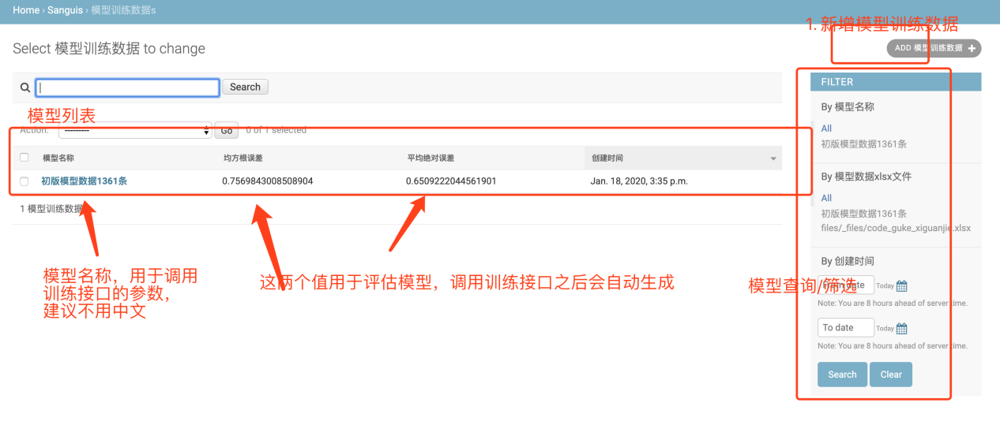 Home › Sanguis › 模型训练数据s
1. 新增模型训练数据
Select 模型训练数据 to change
ADD 模型训练数据 +
Search
模型列表
Action: ---------
Go 0 of 1 selected
模型名称 均方根误差 平均绝对误差 创建时间
初版模型数据1361条 0.7569843008508904 0.6509222044561901 Jan. 18, 2020, 3:35 p.m.
1 模型训练数据
模型名称，用于调用
训练接口的参数，
建议不用中文
这两个值用于评估模型，调用训练接口之后会自动生成
FILTER
By 模型名称
All
初版模型数据1361条
By 模型数据xlsx文件
All
初版模型数据1361条
files/_files/code_guke_xiguanjie.xlsx
By 创建时间
模型查询/筛选
date Today
Note: You are 8 hours ahead of server time.
To date Today
Note: You are 8 hours ahead of server time.
Search Clear